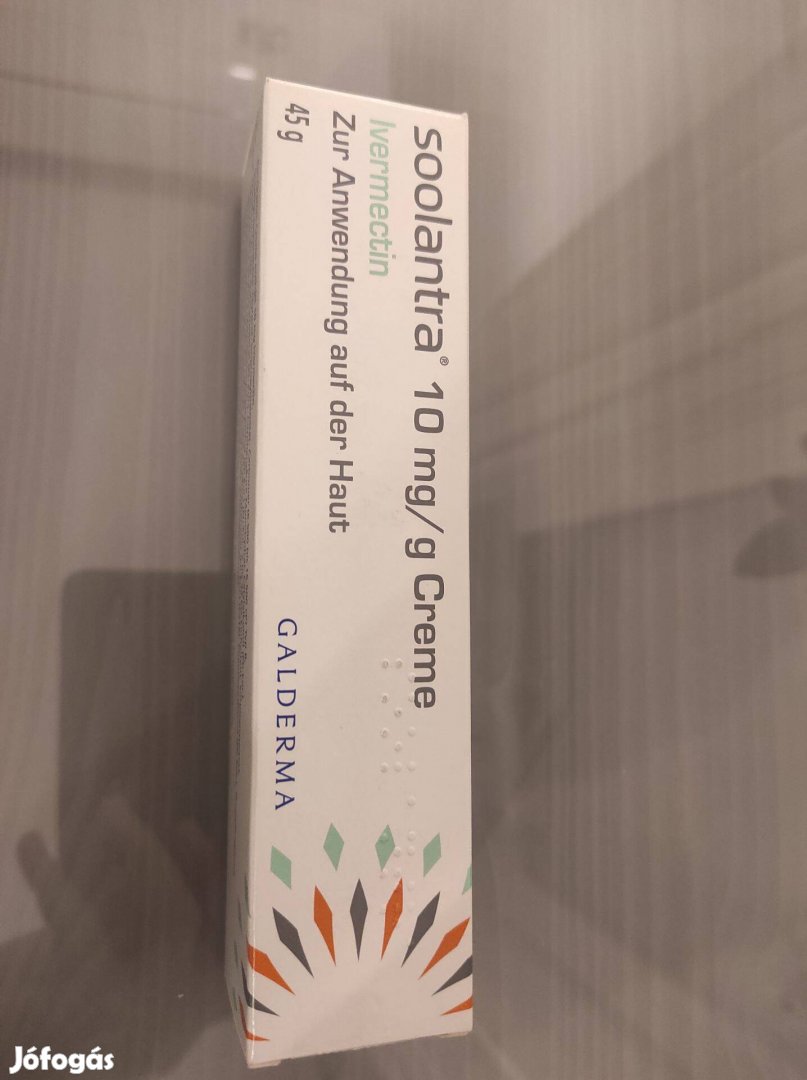 soolantra® 10 mg/g Creme
Ivermectin
Zur Anwendung auf der Haut
45 g
GALDERMA
Jófogás